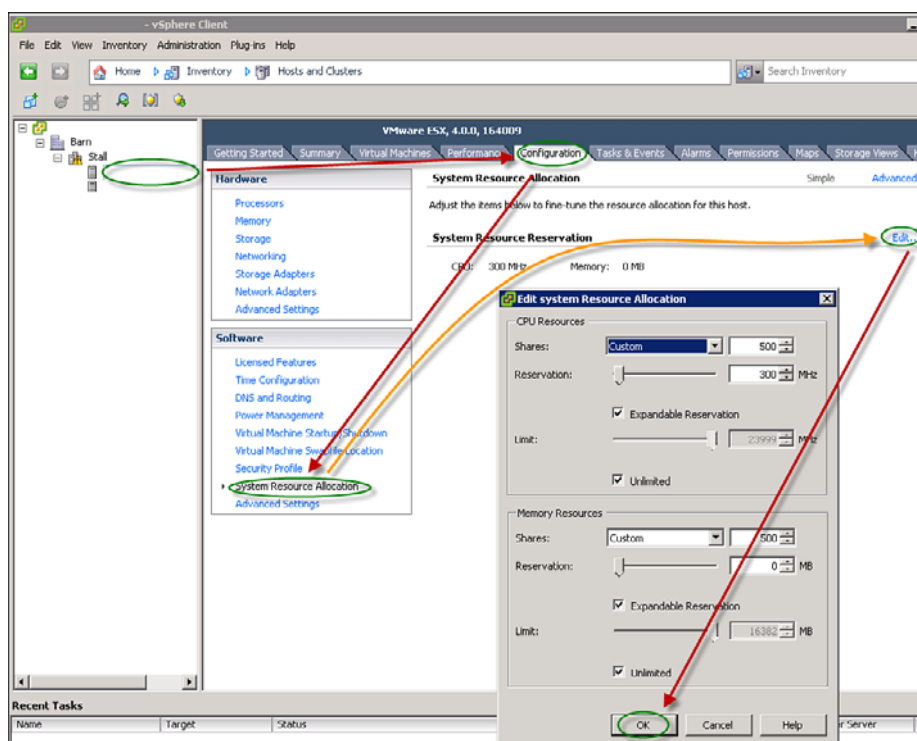 - vSphere Client
File Edit View Inventory Administration Plug-ins Help
Home Inventory Hosts and Clusters Search Inventory
Barn
Stall
VMware ESX, 4.0.0, 164009
Getting Started Summary Virtual Machines Performance Configuration Tasks & Events Alarms Permissions Maps Storage Views
Hardware
Processors
Memory
Storage
Networking
Storage Adapters
Network Adapters
Advanced Settings
Software
Licensed Features
Time Configuration
DNS and Routing
Power Management
Virtual Machine Startup/Shutdown
Virtual Machine Swapfile Location
Security Profile
System Resource Allocation
Advanced Settings
System Resource Allocation Simple Advanced
Adjust the items below to fine-tune the resource allocation for this host.
System Resource Reservation Edit...
CPU: 300 MHz Memory: 0 MB
Edit system Resource Allocation
CPU Resources
Shares: Custom 500
Reservation: 300 MHz
Expandable Reservation
Limit: 23999 MHz
Unlimited
Memory Resources
Shares: Custom 500
Reservation: 0 MB
Expandable Reservation
Limit: 16382 MB
Unlimited
OK Cancel Help
Recent Tasks
Name Target Status r Server